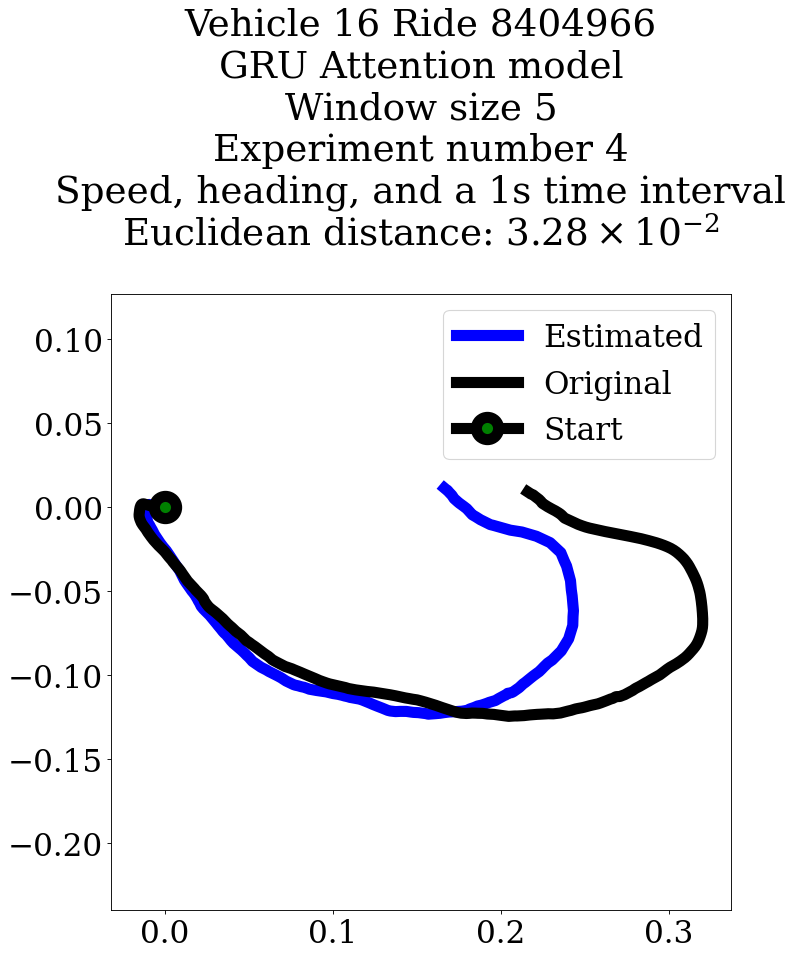 Vehicle 16 Ride 8404966
GRU Attention model
Window size 5
Experiment number 4
Speed, heading, and a 1s time interval
Euclidean distance: 3.28 × 10⁻²
Estimated
Original
Start
0.10
0.05
0.00
−0.05
−0.10
−0.15
−0.20
0.0 0.1 0.2 0.3